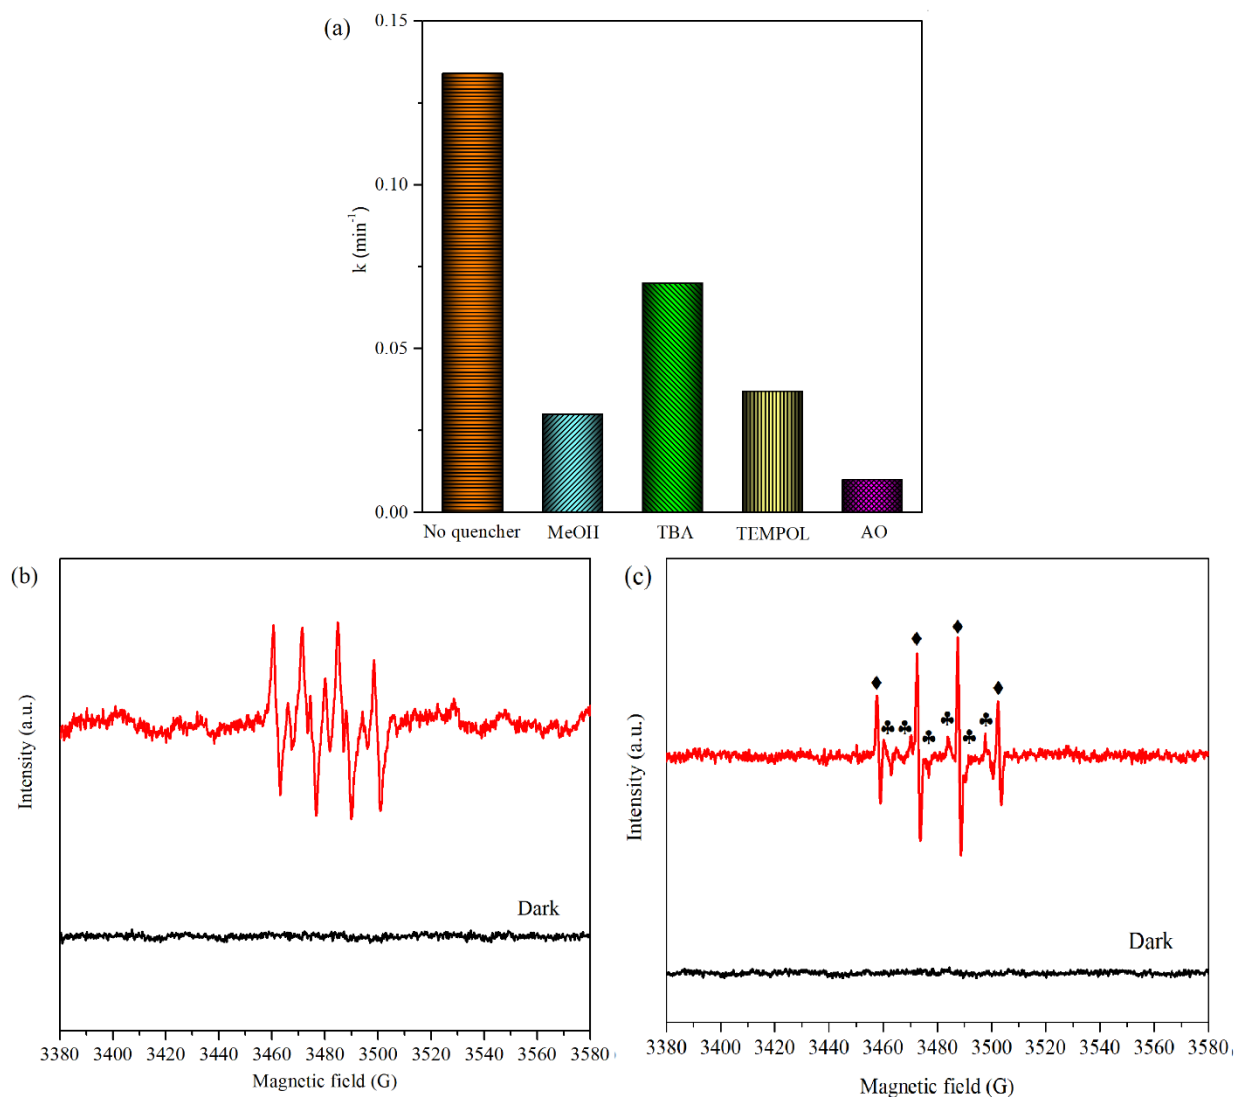 (a)
0.15
0.10
0.05
0.00
k (min⁻¹)
No quencher MeOII TBA TEMPOL AO
(b)
Intensity (a.u.)
Dark
3380 3400 3420 3440 3460 3480 3500 3520 3540 3560 3580
Magnetic field (G)
(c)
♦ ♣ ♣ ♦ ♣ ♣ ♦ ♣ ♣ ♦
Intensity (a.u.)
Dark
3380 3400 3420 3440 3460 3480 3500 3520 3540 3560 3580
Magnetic field (G)